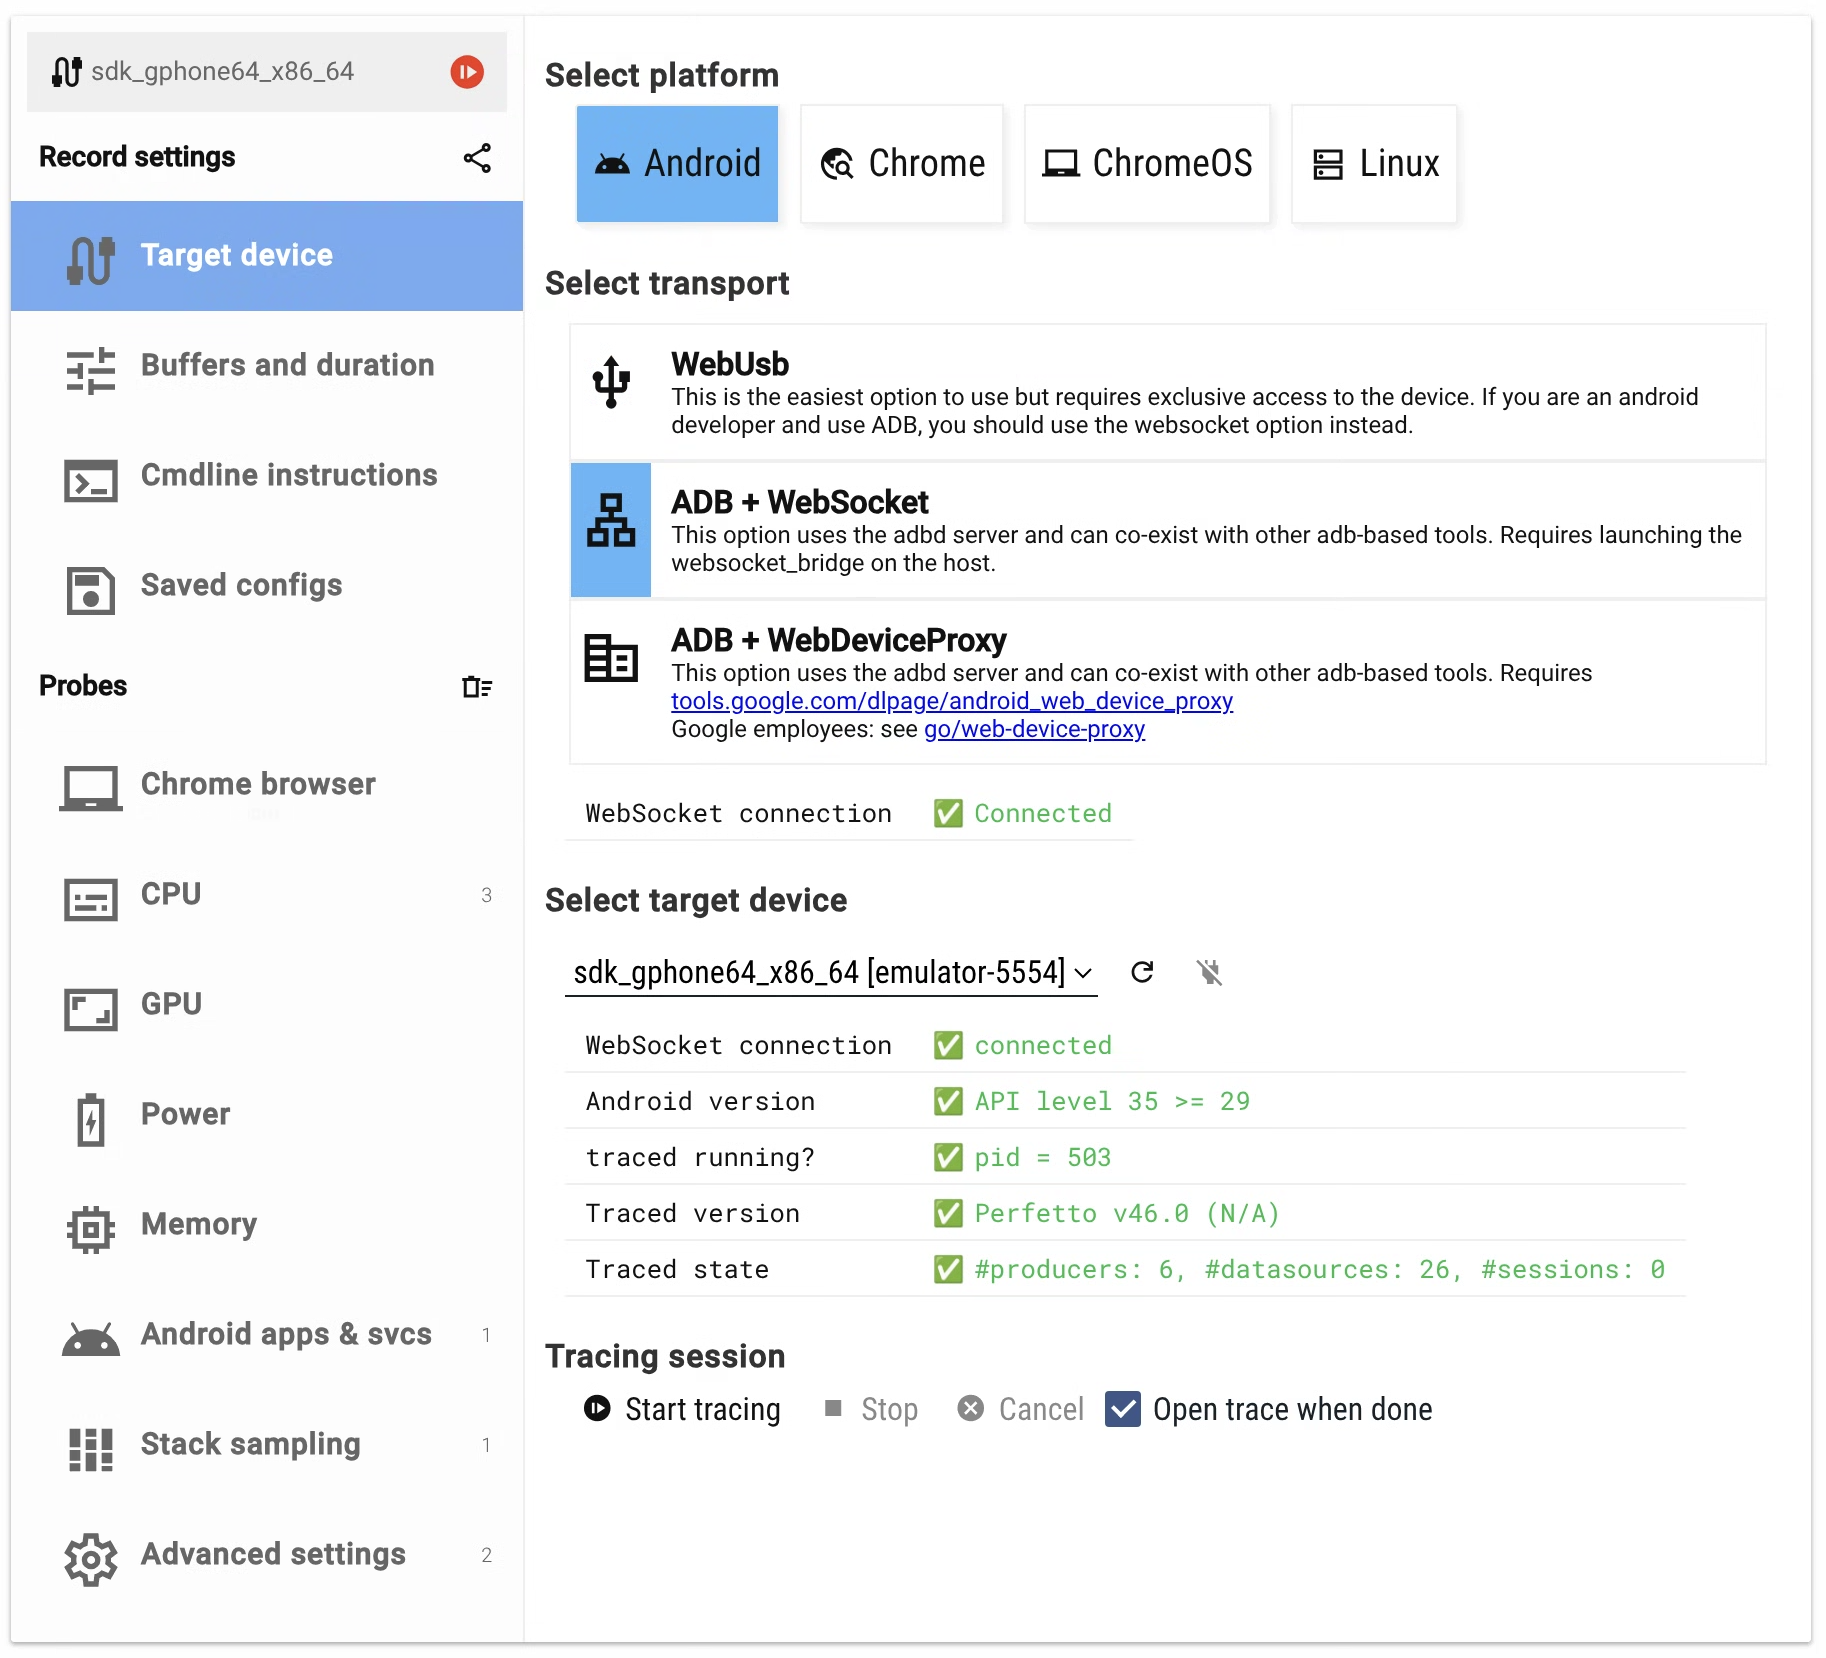 sdk_gphone64_x86_64
Record settings
Target device
Buffers and duration
Cmdline instructions
Saved configs
Probes
Chrome browser
CPU 3
GPU
Power
Memory
Android apps & svcs 1
Stack sampling 1
Advanced settings 2
Select platform
Android Chrome ChromeOS Linux
Select transport
WebUsb
This is the easiest option to use but requires exclusive access to the device. If you are an android
developer and use ADB, you should use the websocket option instead.
ADB + WebSocket
This option uses the adbd server and can co-exist with other adb-based tools. Requires launching the
websocket_bridge on the host.
ADB + WebDeviceProxy
This option uses the adbd server and can co-exist with other adb-based tools. Requires
tools.google.com/dlpage/android_web_device_proxy
Google employees: see go/web-device-proxy
WebSocket connection ✅ Connected
Select target device
sdk_gphone64_x86_64 [emulator-5554]
WebSocket connection ✅ connected
Android version ✅ API level 35 >= 29
traced running? ✅ pid = 503
Traced version ✅ Perfetto v46.0 (N/A)
Traced state ✅ #producers: 6, #datasources: 26, #sessions: 0
Tracing session
Start tracing Stop Cancel Open trace when done